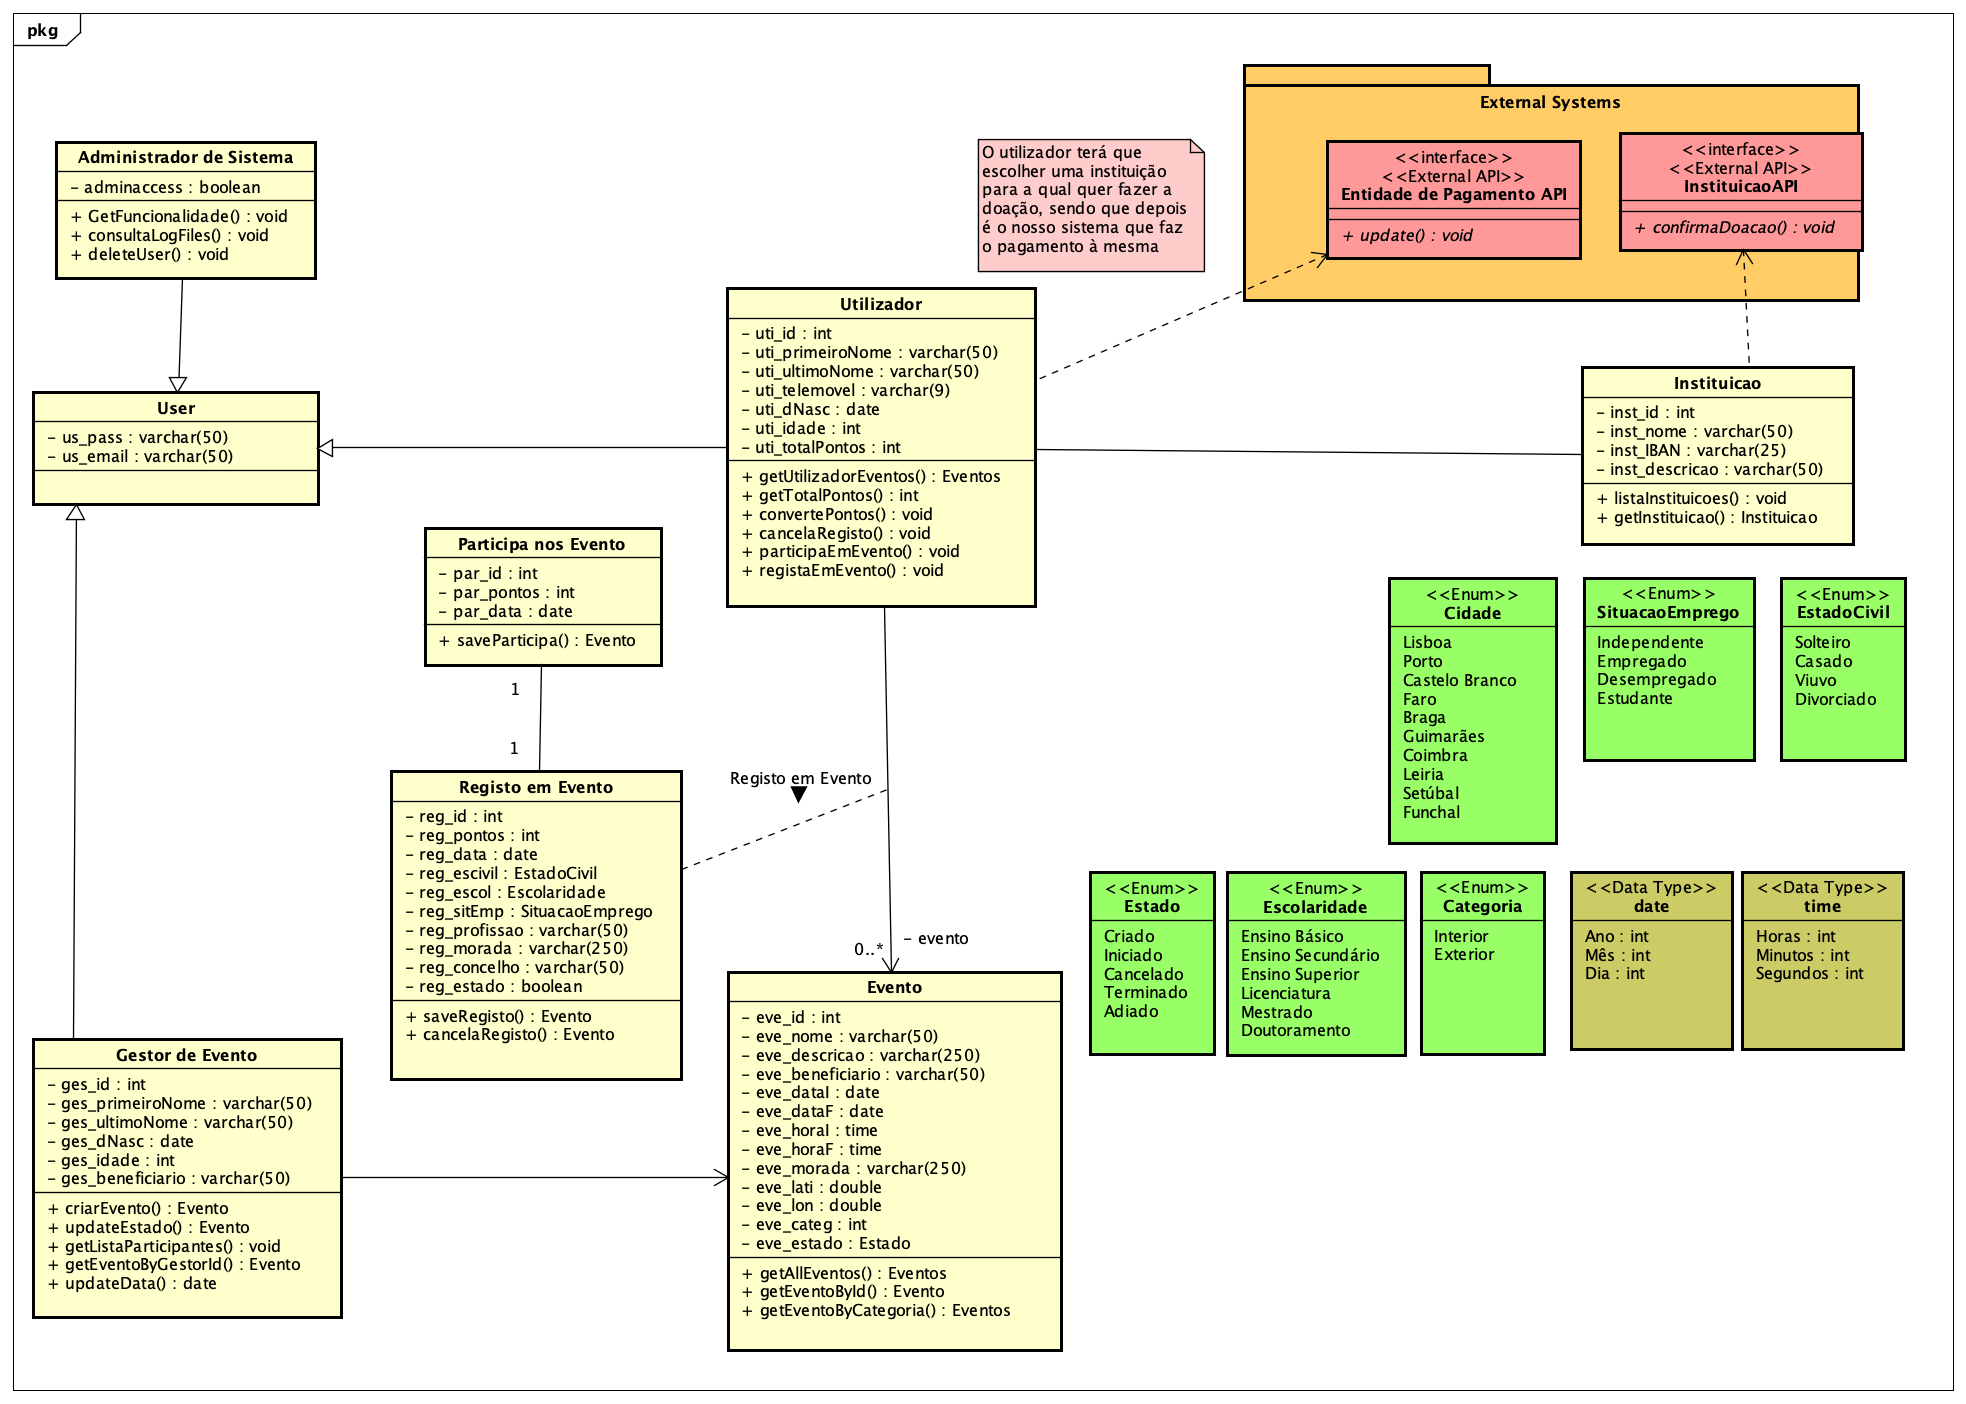 pkg
External Systems
<<interface>>
<<External API>>
Entidade de Pagamento API
+ update() : void
<<interface>>
<<External API>>
InstituicaoAPI
+ confirmaDoacao() : void
O utilizador terá que
escolher uma instituição
para a qual quer fazer a
doação, sendo que depois
é o nosso sistema que faz
o pagamento à mesma
Administrador de Sistema
- adminaccess : boolean
+ GetFuncionalidade() : void
+ consultaLogFiles() : void
+ deleteUser() : void
User
- us_pass : varchar(50)
- us_email : varchar(50)
Utilizador
- uti_id : int
- uti_primeiroNome : varchar(50)
- uti_ultimoNome : varchar(50)
- uti_telemovel : varchar(9)
- uti_dNasc : date
- uti_idade : int
- uti_totalPontos : int
+ getUtilizadorEventos() : Eventos
+ getTotalPontos() : int
+ convertePontos() : void
+ cancelaRegisto() : void
+ participaEmEvento() : void
+ registaEmEvento() : void
Instituicao
- inst_id : int
- inst_nome : varchar(50)
- inst_IBAN : varchar(25)
- inst_descricao : varchar(50)
+ listaInstituicoes() : void
+ getInstituicao() : Instituicao
Participa nos Evento
- par_id : int
- par_pontos : int
- par_data : date
+ saveParticipa() : Evento
1
1
Registo em Evento
Registo em Evento
- reg_id : int
- reg_pontos : int
- reg_data : date
- reg_escivil : EstadoCivil
- reg_escol : Escolaridade
- reg_sitEmp : SituacaoEmprego
- reg_profissao : varchar(50)
- reg_morada : varchar(250)
- reg_concelho : varchar(50)
- reg_estado : boolean
+ saveRegisto() : Evento
+ cancelaRegisto() : Evento
0..*
- evento
<<Enum>>
Cidade
Lisboa
Porto
Castelo Branco
Faro
Braga
Guimarães
Coimbra
Leiria
Setúbal
Funchal
<<Enum>>
SituacaoEmprego
Independente
Empregado
Desempregado
Estudante
<<Enum>>
EstadoCivil
Solteiro
Casado
Viuvo
Divorciado
<<Enum>>
Estado
Criado
Iniciado
Cancelado
Terminado
Adiado
<<Enum>>
Escolaridade
Ensino Básico
Ensino Secundário
Ensino Superior
Licenciatura
Mestrado
Doutoramento
<<Enum>>
Categoria
Interior
Exterior
<<Data Type>>
date
Ano : int
Mês : int
Dia : int
<<Data Type>>
time
Horas : int
Minutos : int
Segundos : int
Gestor de Evento
- ges_id : int
- ges_primeiroNome : varchar(50)
- ges_ultimoNome : varchar(50)
- ges_dNasc : date
- ges_idade : int
- ges_beneficiario : varchar(50)
+ criarEvento() : Evento
+ updateEstado() : Evento
+ getListaParticipantes() : void
+ getEventoByGestorId() : Evento
+ updateData() : date
Evento
- eve_id : int
- eve_nome : varchar(50)
- eve_descricao : varchar(250)
- eve_beneficiario : varchar(50)
- eve_dataI : date
- eve_dataF : date
- eve_horaI : time
- eve_horaF : time
- eve_morada : varchar(250)
- eve_lati : double
- eve_lon : double
- eve_categ : int
- eve_estado : Estado
+ getAllEventos() : Eventos
+ getEventoById() : Evento
+ getEventoByCategoria() : Eventos